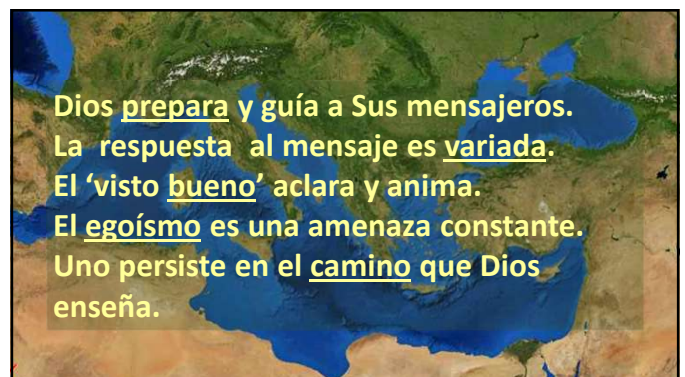 Dios prepara y guía a Sus mensajeros.
La respuesta al mensaje es variada.
El ‘visto bueno’ aclara y anima.
El egoísmo es una amenaza constante.
Uno persiste en el camino que Dios
enseña.